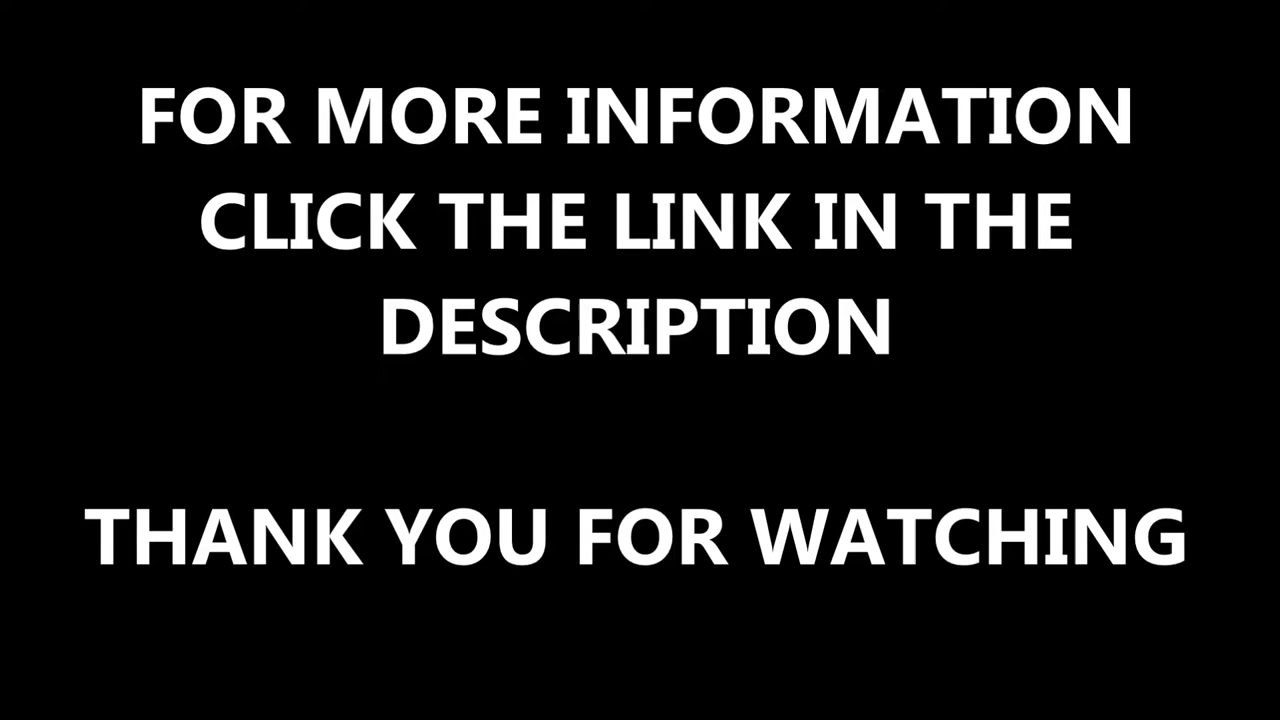 FOR MORE INFORMATION
CLICK THE LINK IN THE
DESCRIPTION
THANK YOU FOR WATCHING